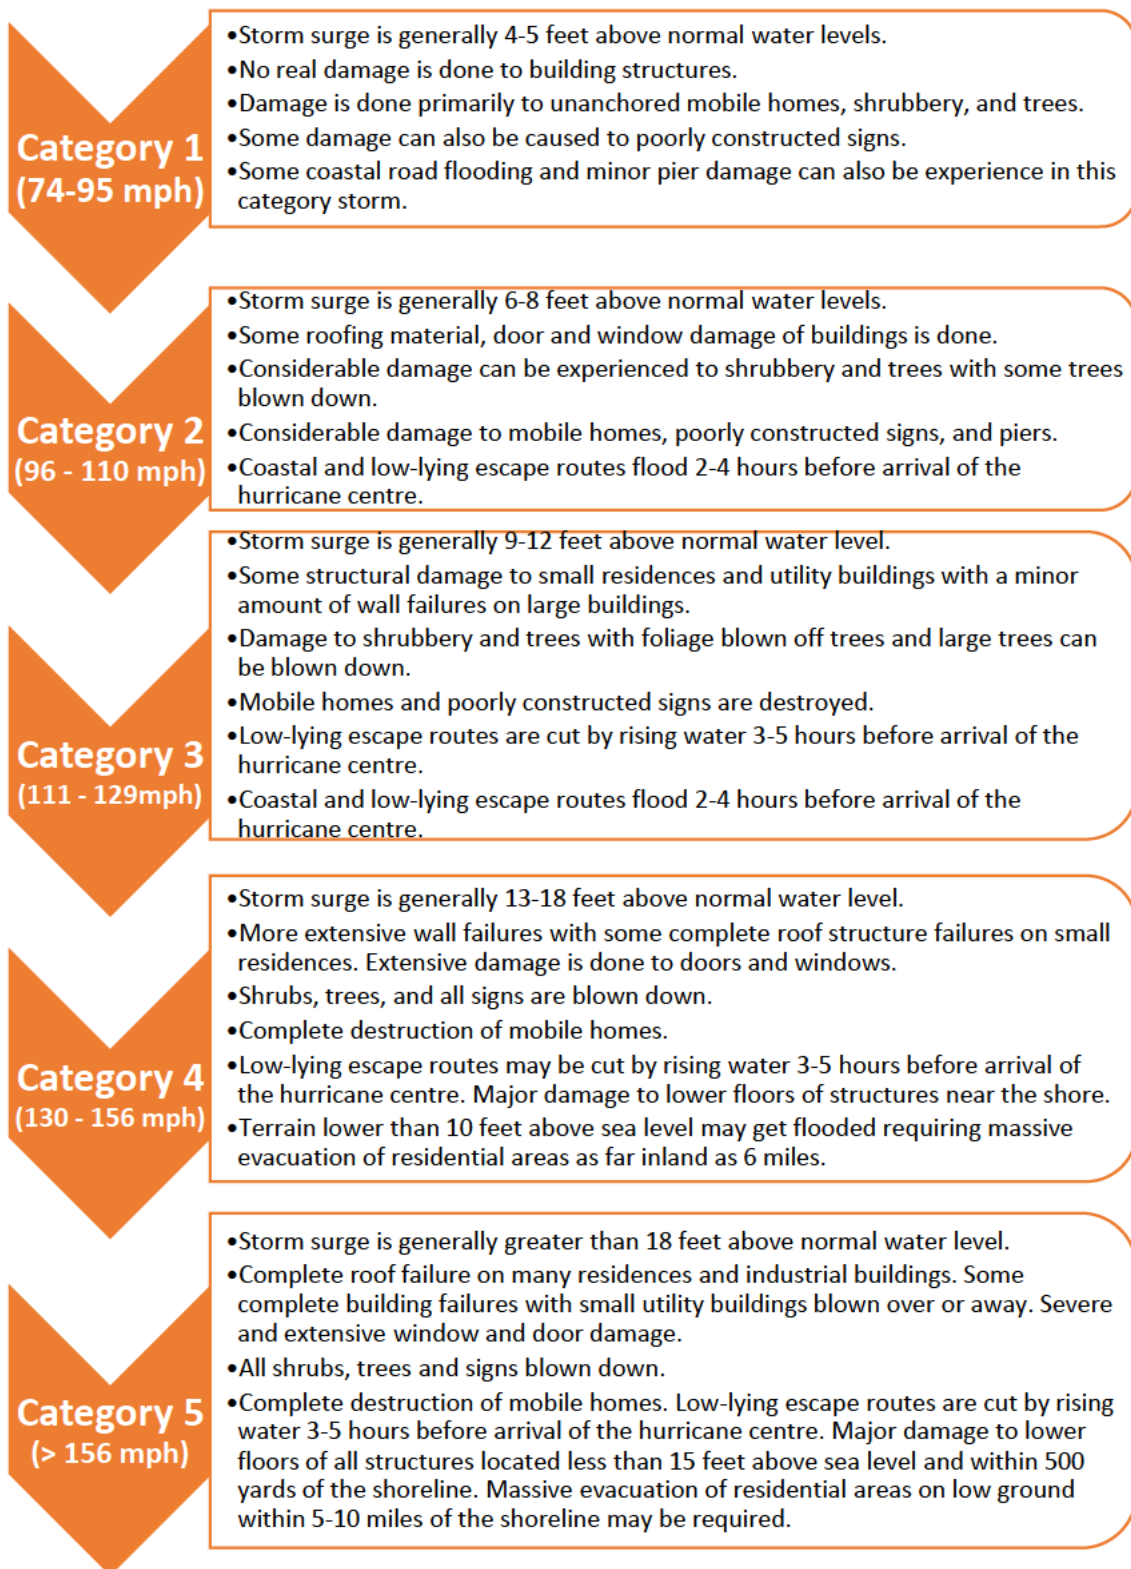 Category 1
(74-95 mph)
•Storm surge is generally 4-5 feet above normal water levels.
•No real damage is done to building structures.
•Damage is done primarily to unanchored mobile homes, shrubbery, and trees.
•Some damage can also be caused to poorly constructed signs.
•Some coastal road flooding and minor pier damage can also be experience in this
category storm.
Category 2
(96 - 110 mph)
•Storm surge is generally 6-8 feet above normal water levels.
•Some roofing material, door and window damage of buildings is done.
•Considerable damage can be experienced to shrubbery and trees with some trees
blown down.
•Considerable damage to mobile homes, poorly constructed signs, and piers.
•Coastal and low-lying escape routes flood 2-4 hours before arrival of the
hurricane centre.
Category 3
(111 - 129mph)
•Storm surge is generally 9-12 feet above normal water level.
•Some structural damage to small residences and utility buildings with a minor
amount of wall failures on large buildings.
•Damage to shrubbery and trees with foliage blown off trees and large trees can
be blown down.
•Mobile homes and poorly constructed signs are destroyed.
•Low-lying escape routes are cut by rising water 3-5 hours before arrival of the
hurricane centre.
•Coastal and low-lying escape routes flood 2-4 hours before arrival of the
hurricane centre.
Category 4
(130 - 156 mph)
•Storm surge is generally 13-18 feet above normal water level.
•More extensive wall failures with some complete roof structure failures on small
residences. Extensive damage is done to doors and windows.
•Shrubs, trees, and all signs are blown down.
•Complete destruction of mobile homes.
•Low-lying escape routes may be cut by rising water 3-5 hours before arrival of
the hurricane centre. Major damage to lower floors of structures near the shore.
•Terrain lower than 10 feet above sea level may get flooded requiring massive
evacuation of residential areas as far inland as 6 miles.
Category 5
(> 156 mph)
•Storm surge is generally greater than 18 feet above normal water level.
•Complete roof failure on many residences and industrial buildings. Some
complete building failures with small utility buildings blown over or away. Severe
and extensive window and door damage.
•All shrubs, trees and signs blown down.
•Complete destruction of mobile homes. Low-lying escape routes are cut by rising
water 3-5 hours before arrival of the hurricane centre. Major damage to lower
floors of all structures located less than 15 feet above sea level and within 500
yards of the shoreline. Massive evacuation of residential areas on low ground
within 5-10 miles of the shoreline may be required.